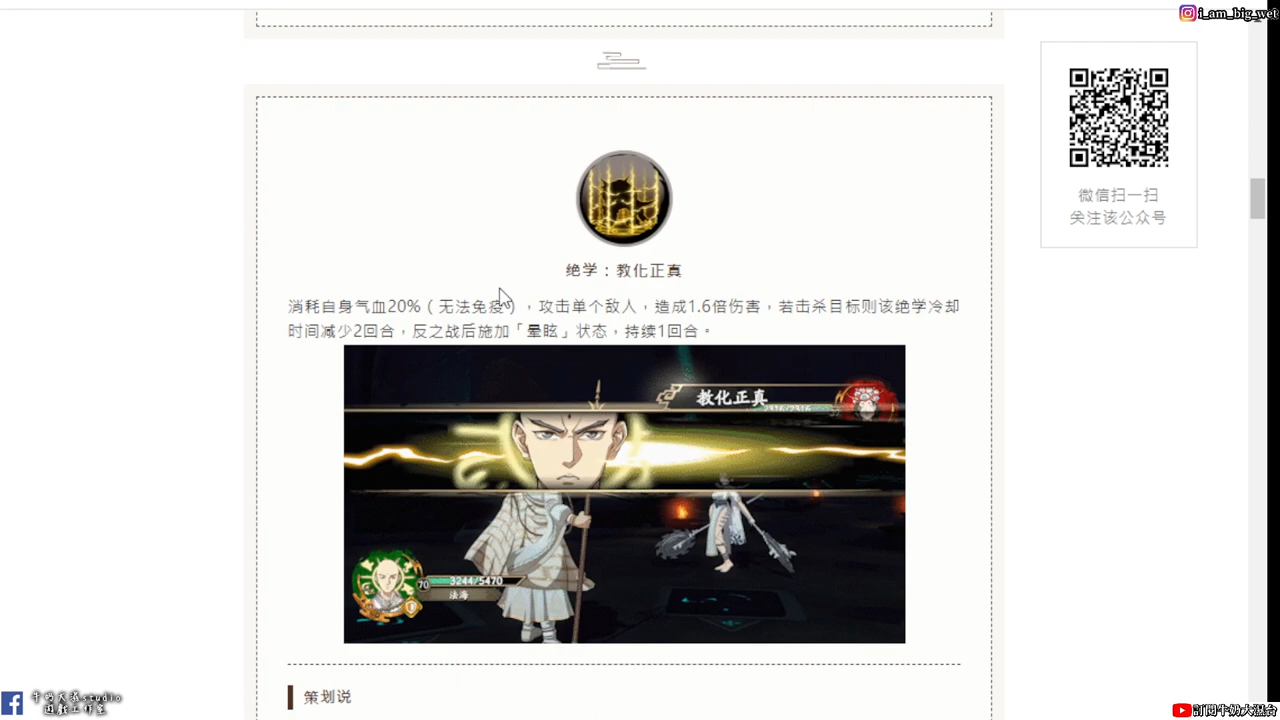 i_am_big_wet
微信扫一扫
关注该公众号
绝学：教化正真
消耗自身气血20%（无法免疫），攻击单个敌人，造成1.6倍伤害，若击杀目标则该绝学冷却
时间减少2回合，反之战后施加「晕眩」状态，持续1回合。
教化正真
2316/2316
70 3244/5470
法海
策划说
牛奶大混studio
遊戲工作室
訂閱牛奶大混台